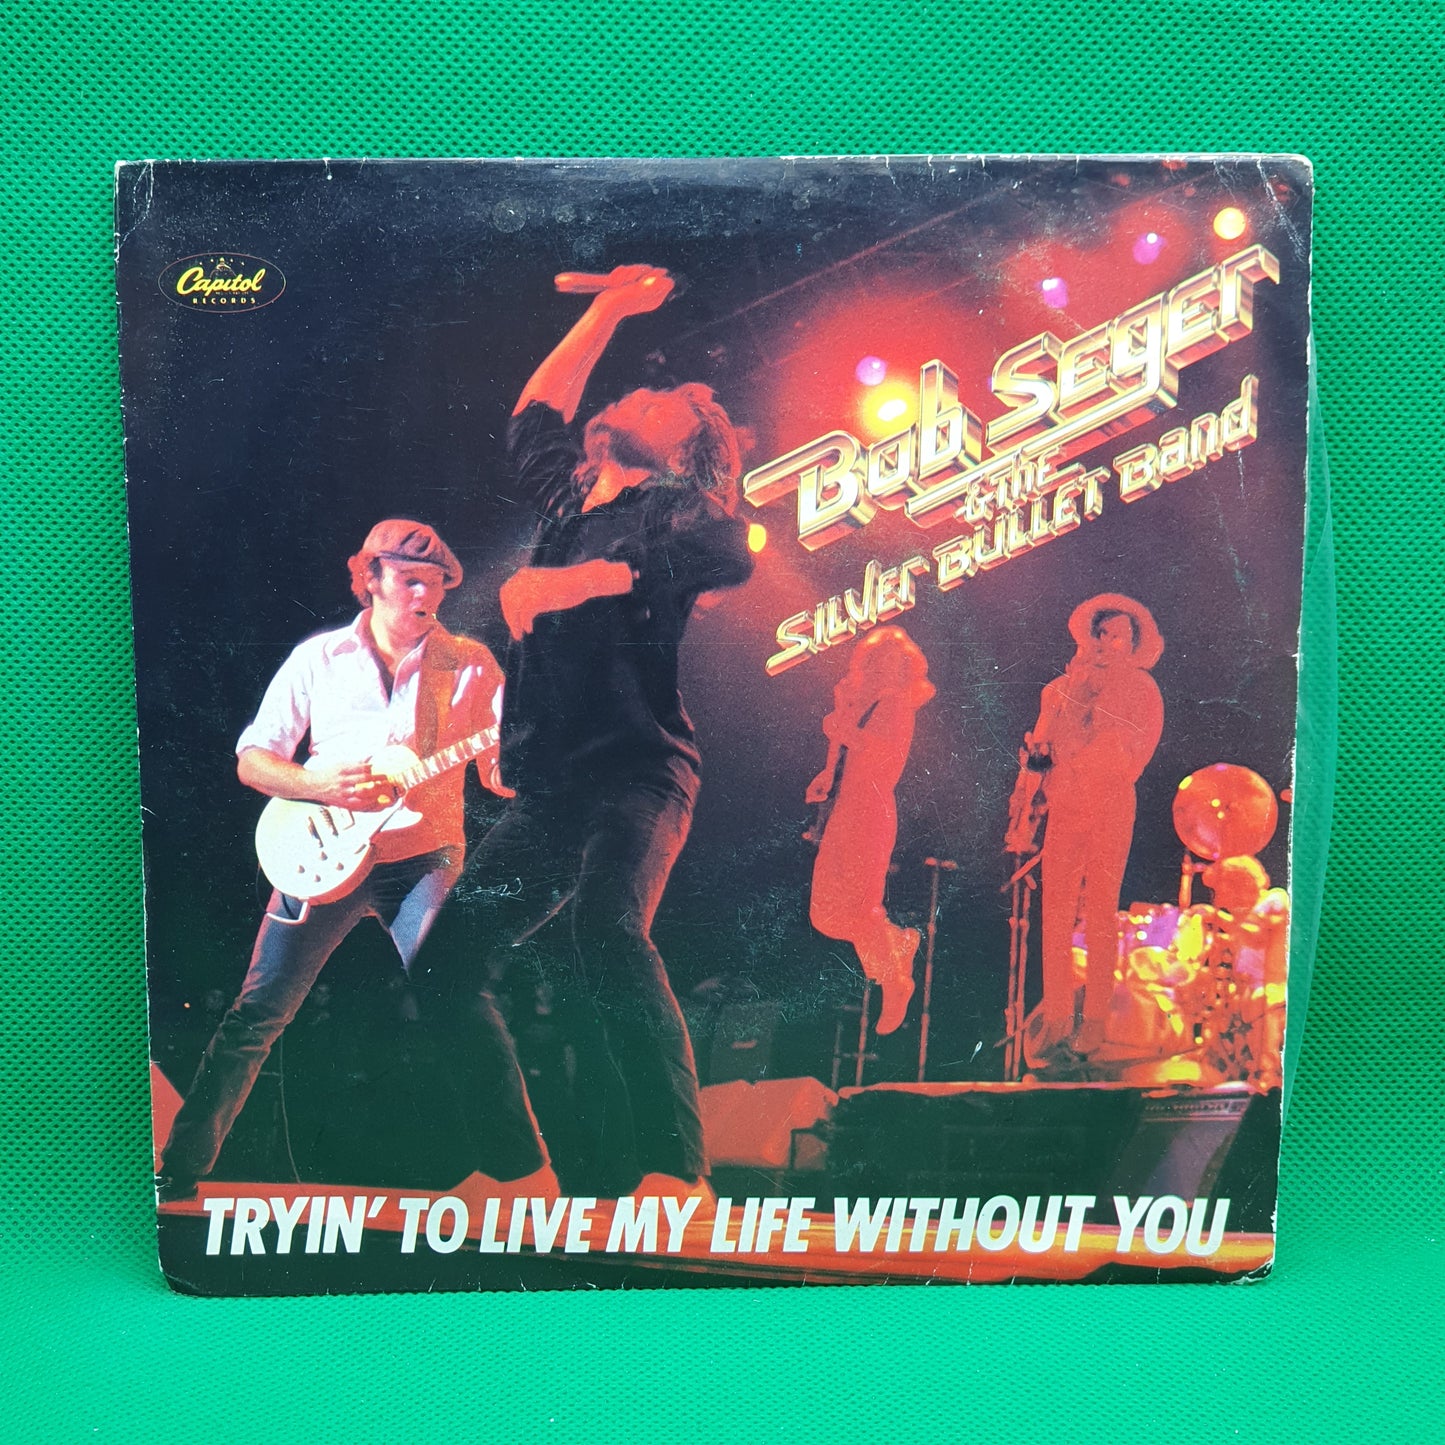 Capitol
RECORDS
Bob Seger
& THE
SILVER BULLET Band
TRYIN' TO LIVE MY LIFE WITHOUT YOU